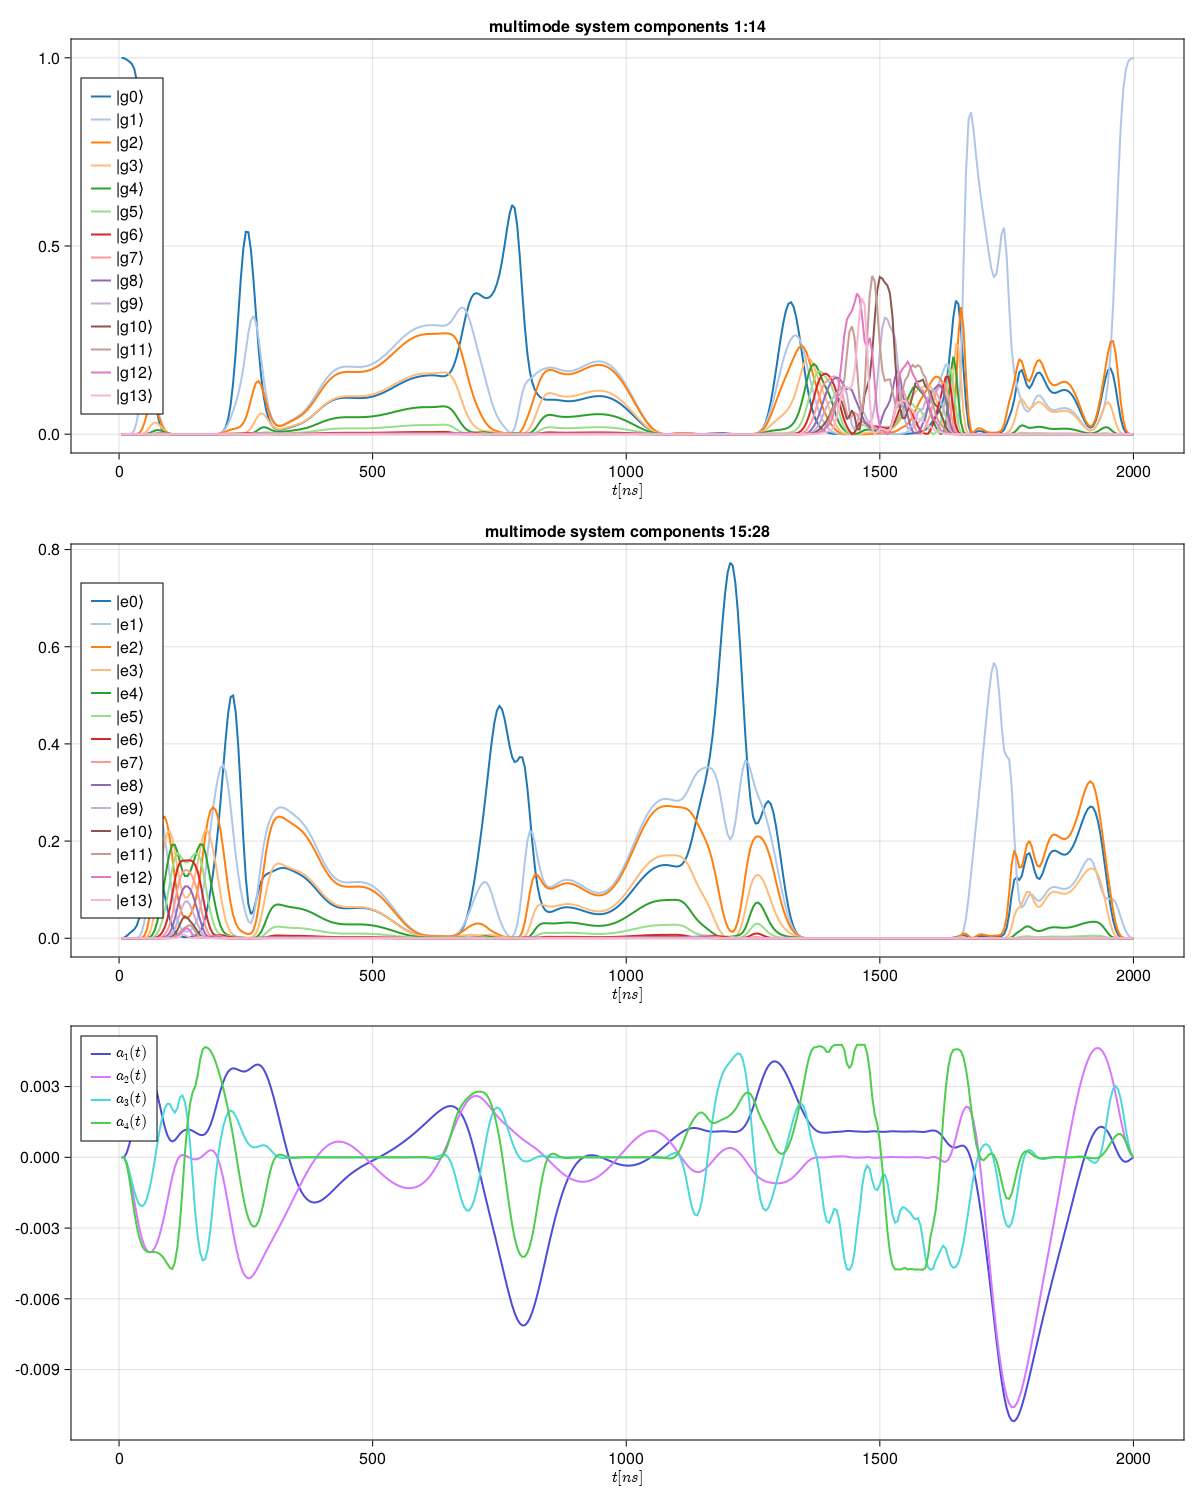 multimode system components 1:14
1.0
0.5
0.0
|g0⟩
|g1⟩
|g2⟩
|g3⟩
|g4⟩
|g5⟩
|g6⟩
|g7⟩
|g8⟩
|g9⟩
|g10⟩
|g11⟩
|g12⟩
|g13⟩
0 500 1000 1500 2000
t[ns]
multimode system components 15:28
0.8
0.6
0.4
0.2
0.0
|e0⟩
|e1⟩
|e2⟩
|e3⟩
|e4⟩
|e5⟩
|e6⟩
|e7⟩
|e8⟩
|e9⟩
|e10⟩
|e11⟩
|e12⟩
|e13⟩
0 500 1000 1500 2000
t[ns]
a₁(t)
a₂(t)
a₃(t)
a₄(t)
0.003
0.000
-0.003
-0.006
-0.009
0 500 1000 1500 2000
t[ns]